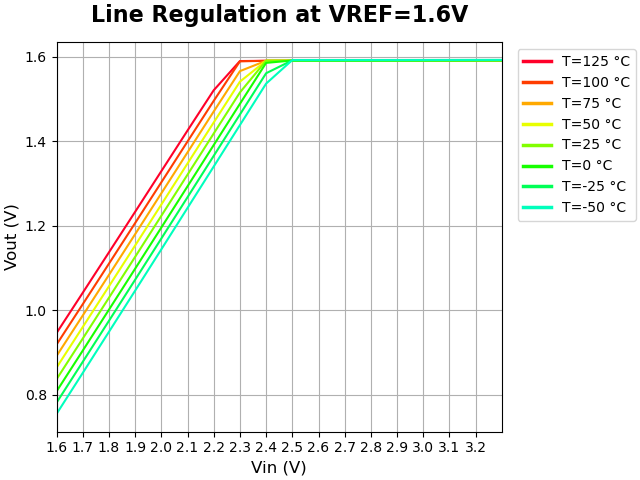 Line Regulation at VREF=1.6V
Vout (V)
1.6
1.4
1.2
1.0
0.8
1.6 1.7 1.8 1.9 2.0 2.1 2.2 2.3 2.4 2.5 2.6 2.7 2.8 2.9 3.0 3.1 3.2
Vin (V)
T=125 °C
T=100 °C
T=75 °C
T=50 °C
T=25 °C
T=0 °C
T=-25 °C
T=-50 °C